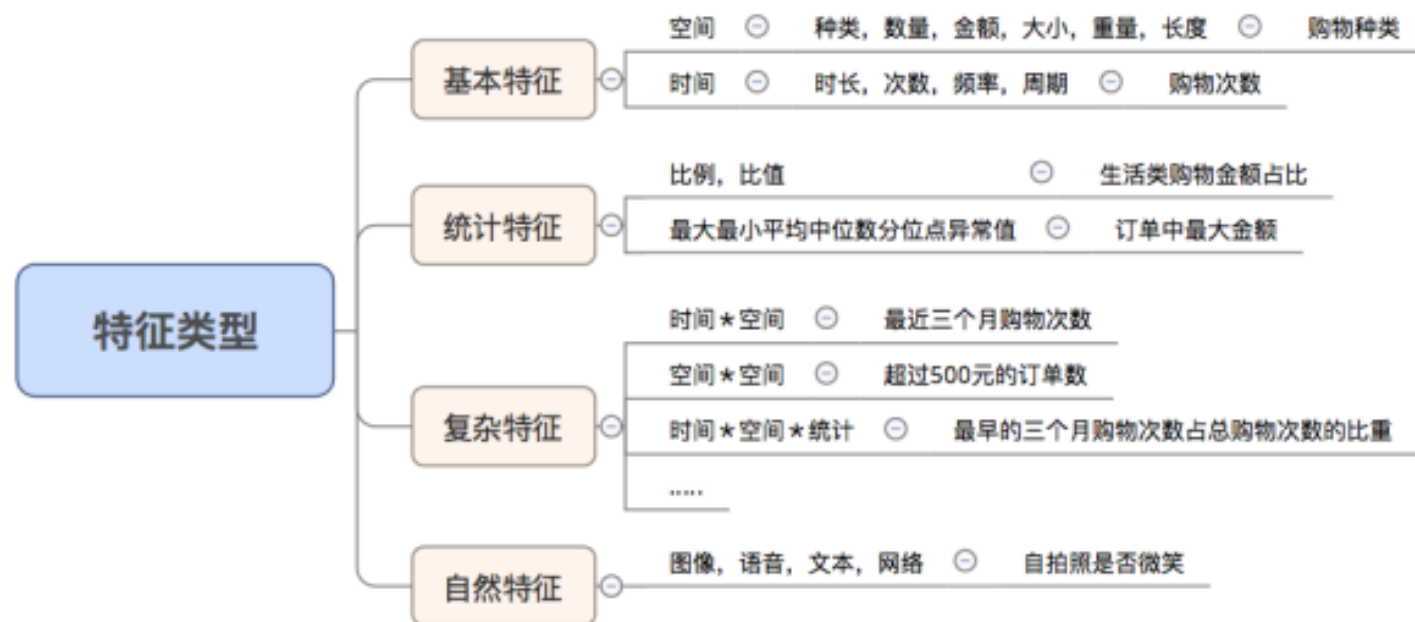 特征类型
基本特征
空间 种类，数量，金额，大小，重量，长度 购物种类
时间 时长，次数，频率，周期 购物次数
统计特征
比例，比值 生活类购物金额占比
最大最小平均中位数分位点异常值 订单中最大金额
复杂特征
时间*空间 最近三个月购物次数
空间*空间 超过500元的订单数
时间*空间*统计 最早的三个月购物次数占总购物次数的比重
.....
自然特征
图像，语音，文本，网络 自拍照是否微笑